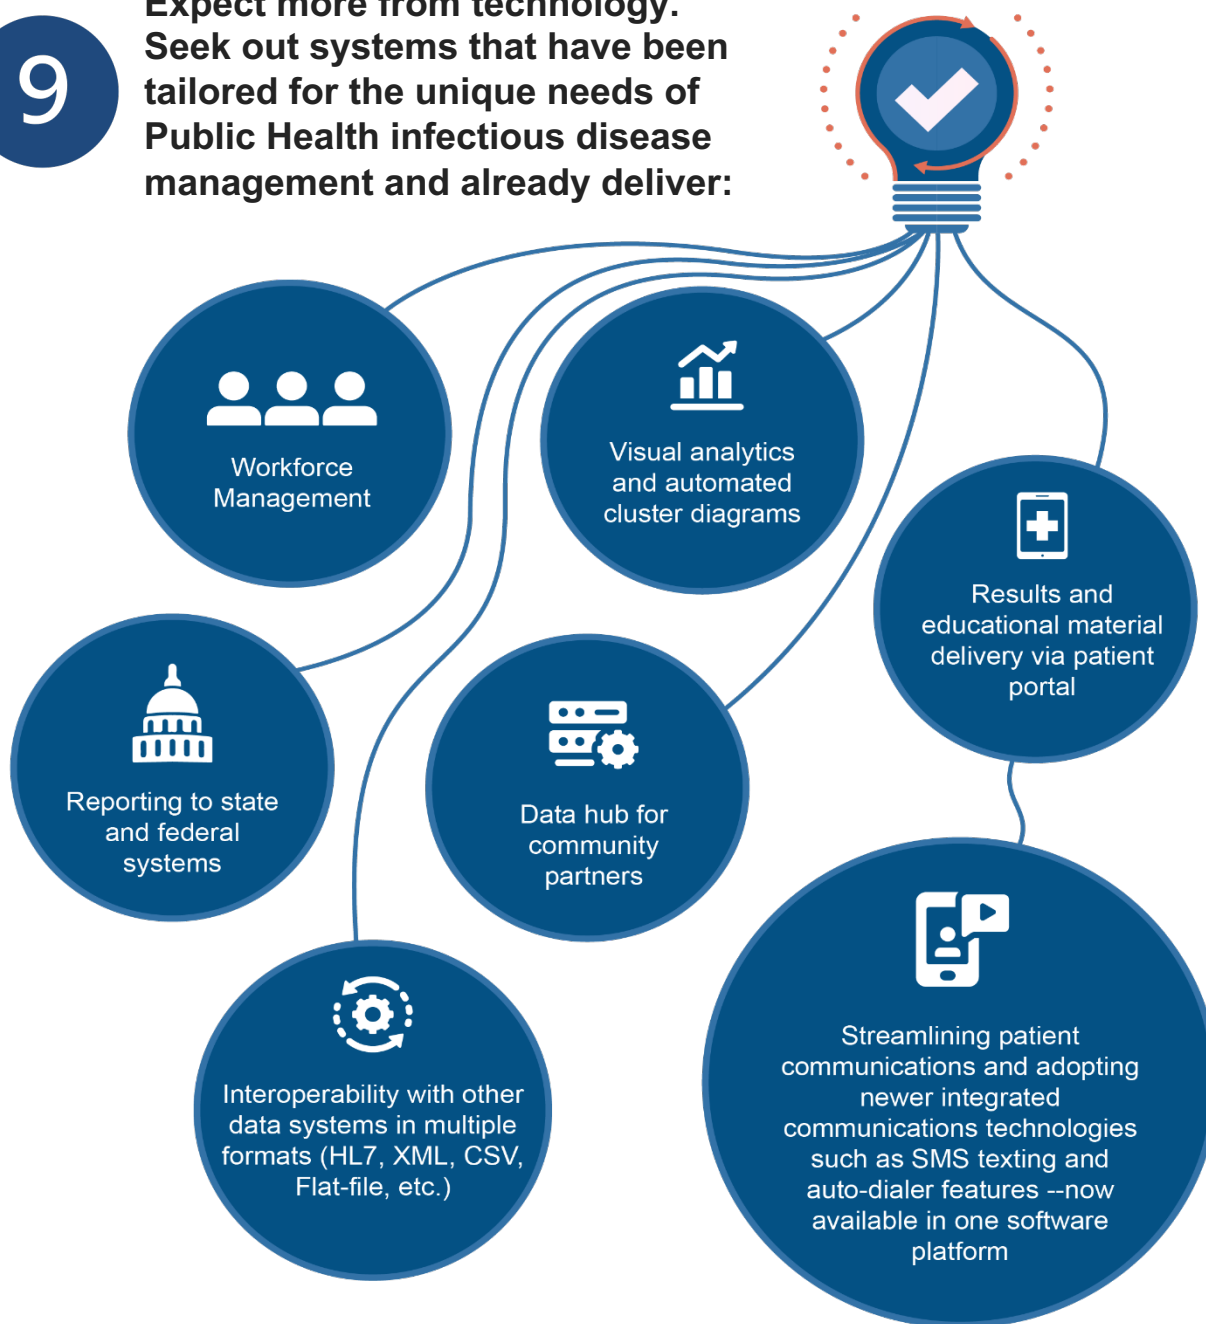 9
Expect more from technology.
Seek out systems that have been
tailored for the unique needs of
Public Health infectious disease
management and already deliver:
Workforce
Management
Visual analytics
and automated
cluster diagrams
Results and
educational material
delivery via patient
portal
Reporting to state
and federal
systems
Data hub for
community
partners
Interoperability with other
data systems in multiple
formats (HL7, XML, CSV,
Flat-file, etc.)
Streamlining patient
communications and adopting
newer integrated
communications technologies
such as SMS texting and
auto-dialer features --now
available in one software
platform